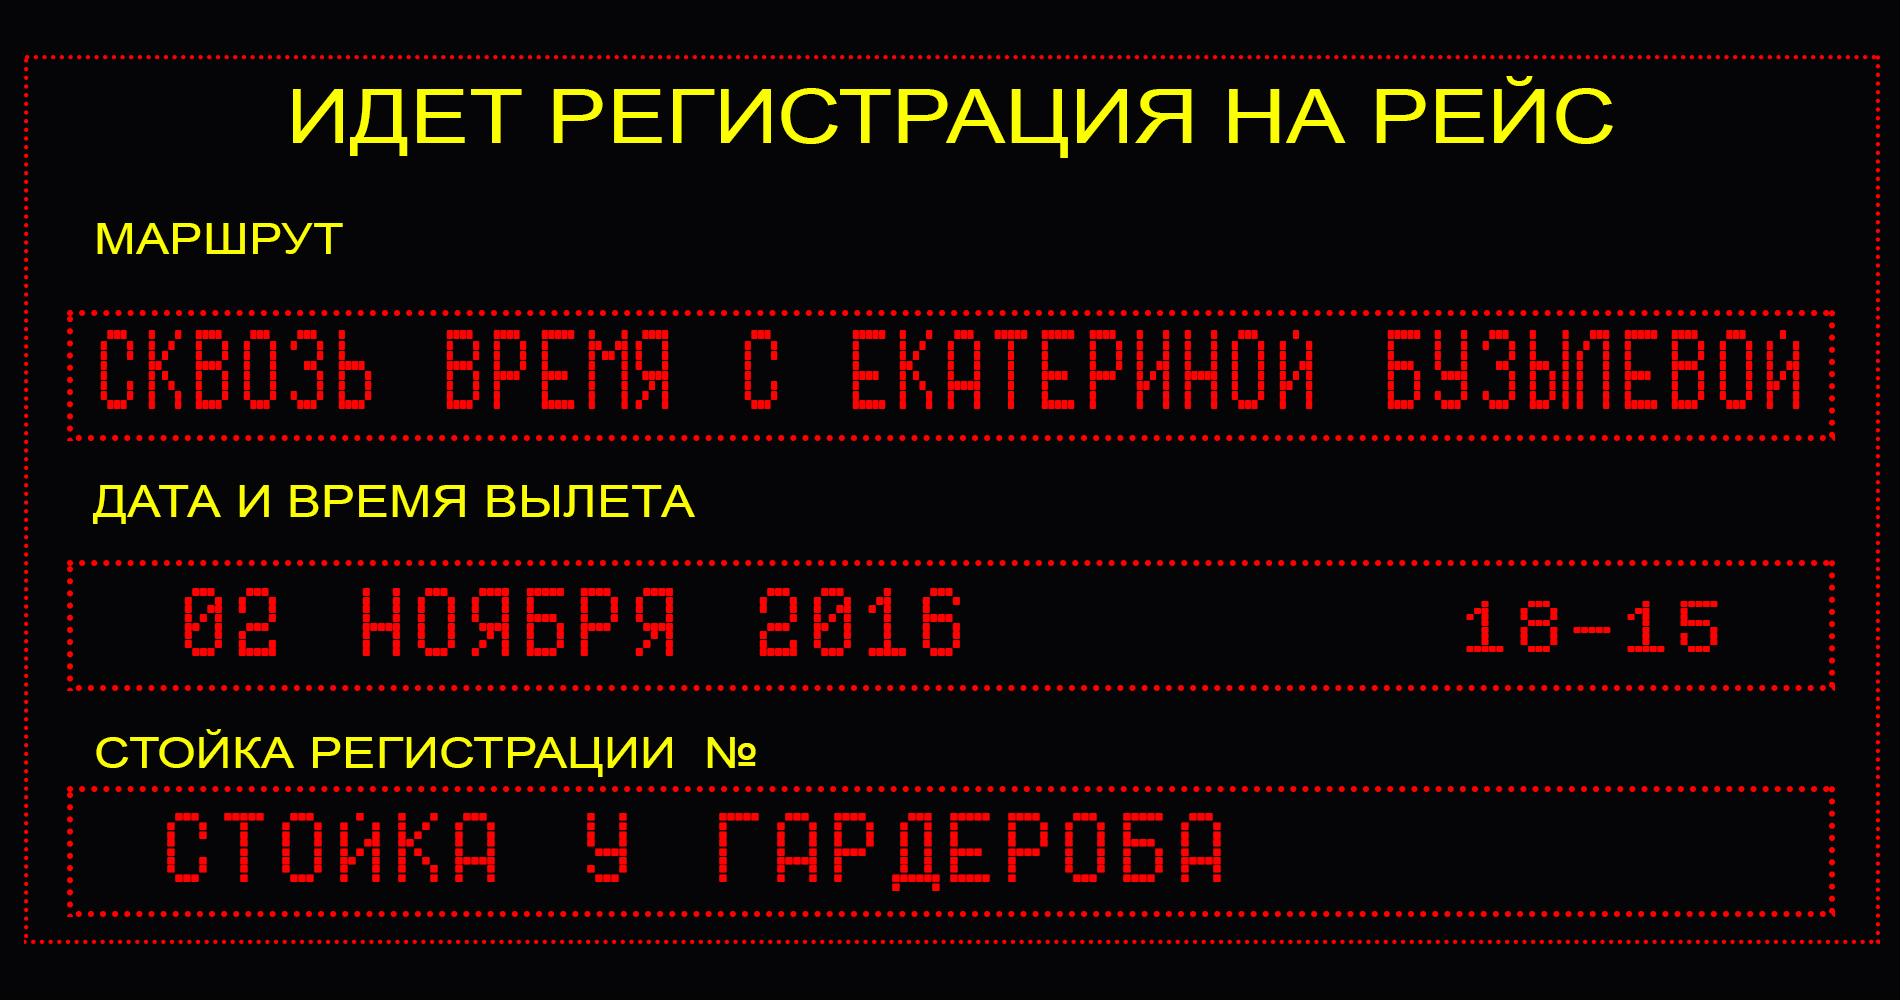 ИДЕТ РЕГИСТРАЦИЯ НА РЕЙС
МАРШРУТ
СКВОЗЬ ВРЕМЯ С ЕКАТЕРИНОЙ БУЗЫЛЕВОЙ
ДАТА И ВРЕМЯ ВЫЛЕТА
02 НОЯБРЯ 2016 18-15
СТОЙКА РЕГИСТРАЦИИ №
СТОЙКА У ГАРДЕРОБА